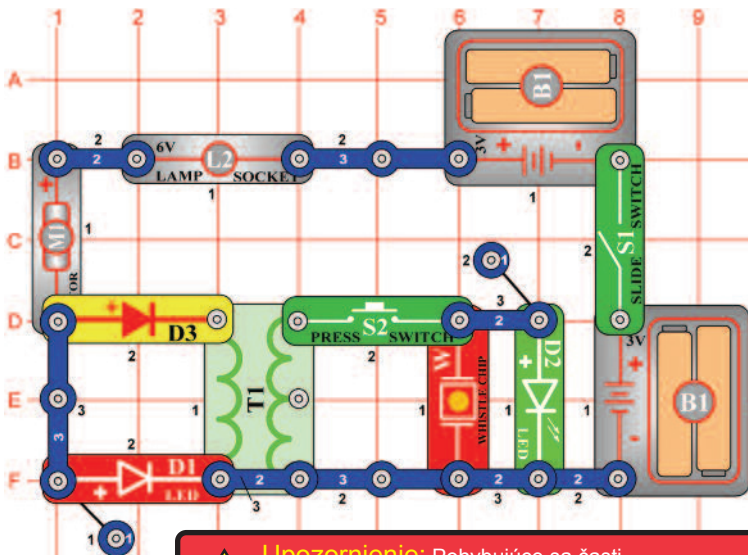 1 2 3 4 5 6 7 8 9
A
B1
B
2
2
6V
L2
LAMP SOCKET
1
2
3
3V
+ -
1
C
+
M1
1
2
S1
SLIDE SWITCH
2 1
D
+
D3
2
S2
PRESS SWITCH
2
3
2
D2
+
LED
3V
+
-
B1
1
E
3
3
1
T1
1
W
WHISTLE CHIP
1
F
2
D1
+ LED
2
3
3
2
2
3
2
2
1 1
Upozornienie: Pohybujúce sa časti